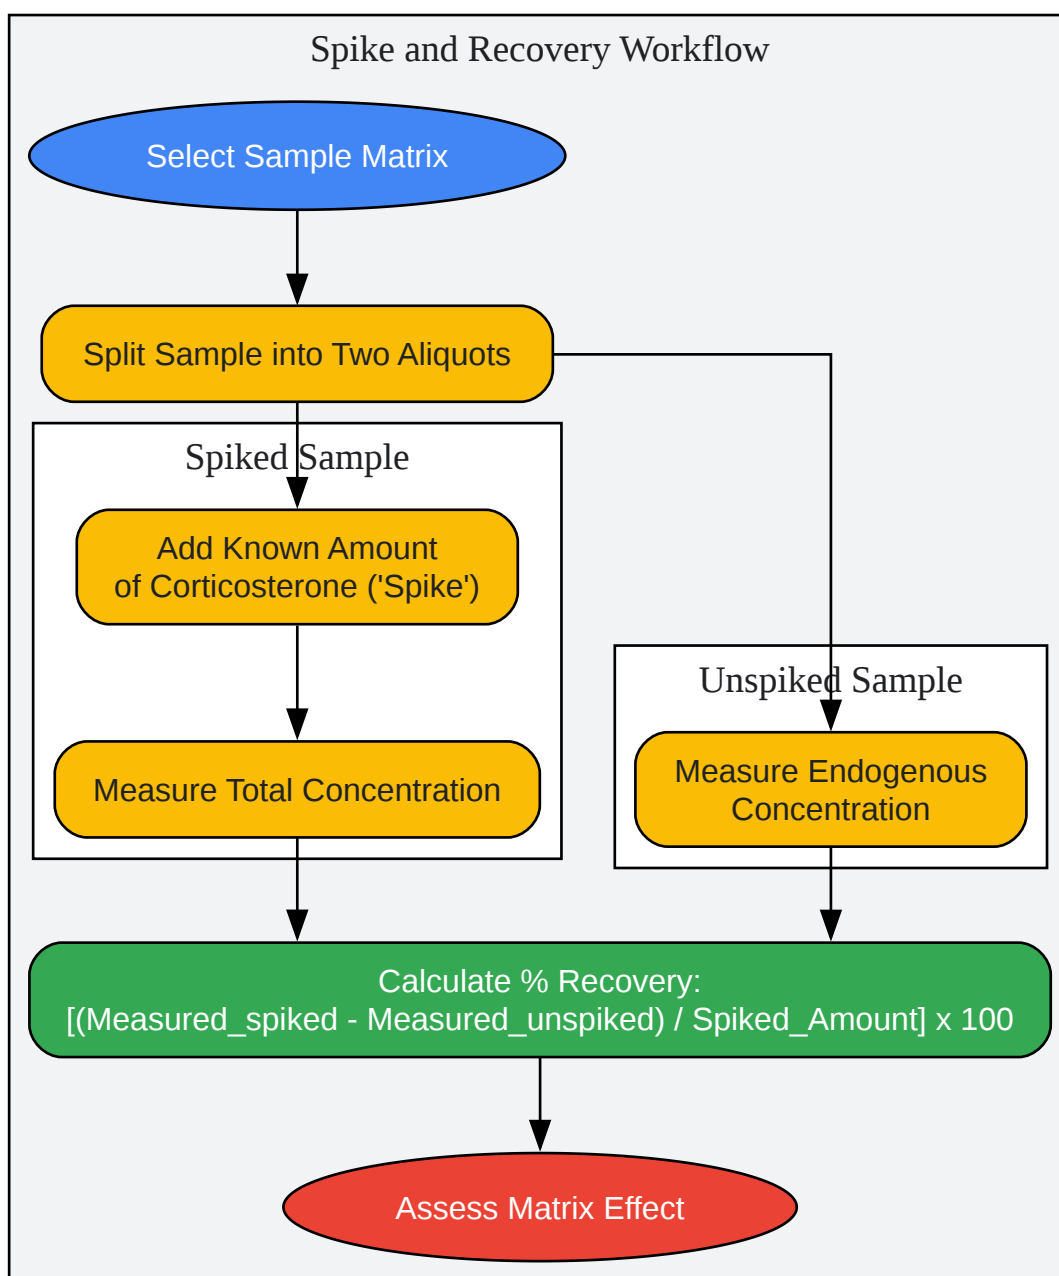 Spike and Recovery Workflow
Select Sample Matrix
Split Sample into Two Aliquots
Spiked Sample
Add Known Amount
of Corticosterone ('Spike')
Measure Total Concentration
Unspiked Sample
Measure Endogenous
Concentration
Calculate % Recovery:
[(Measured_spiked - Measured_unspiked) / Spiked_Amount] x 100
Assess Matrix Effect